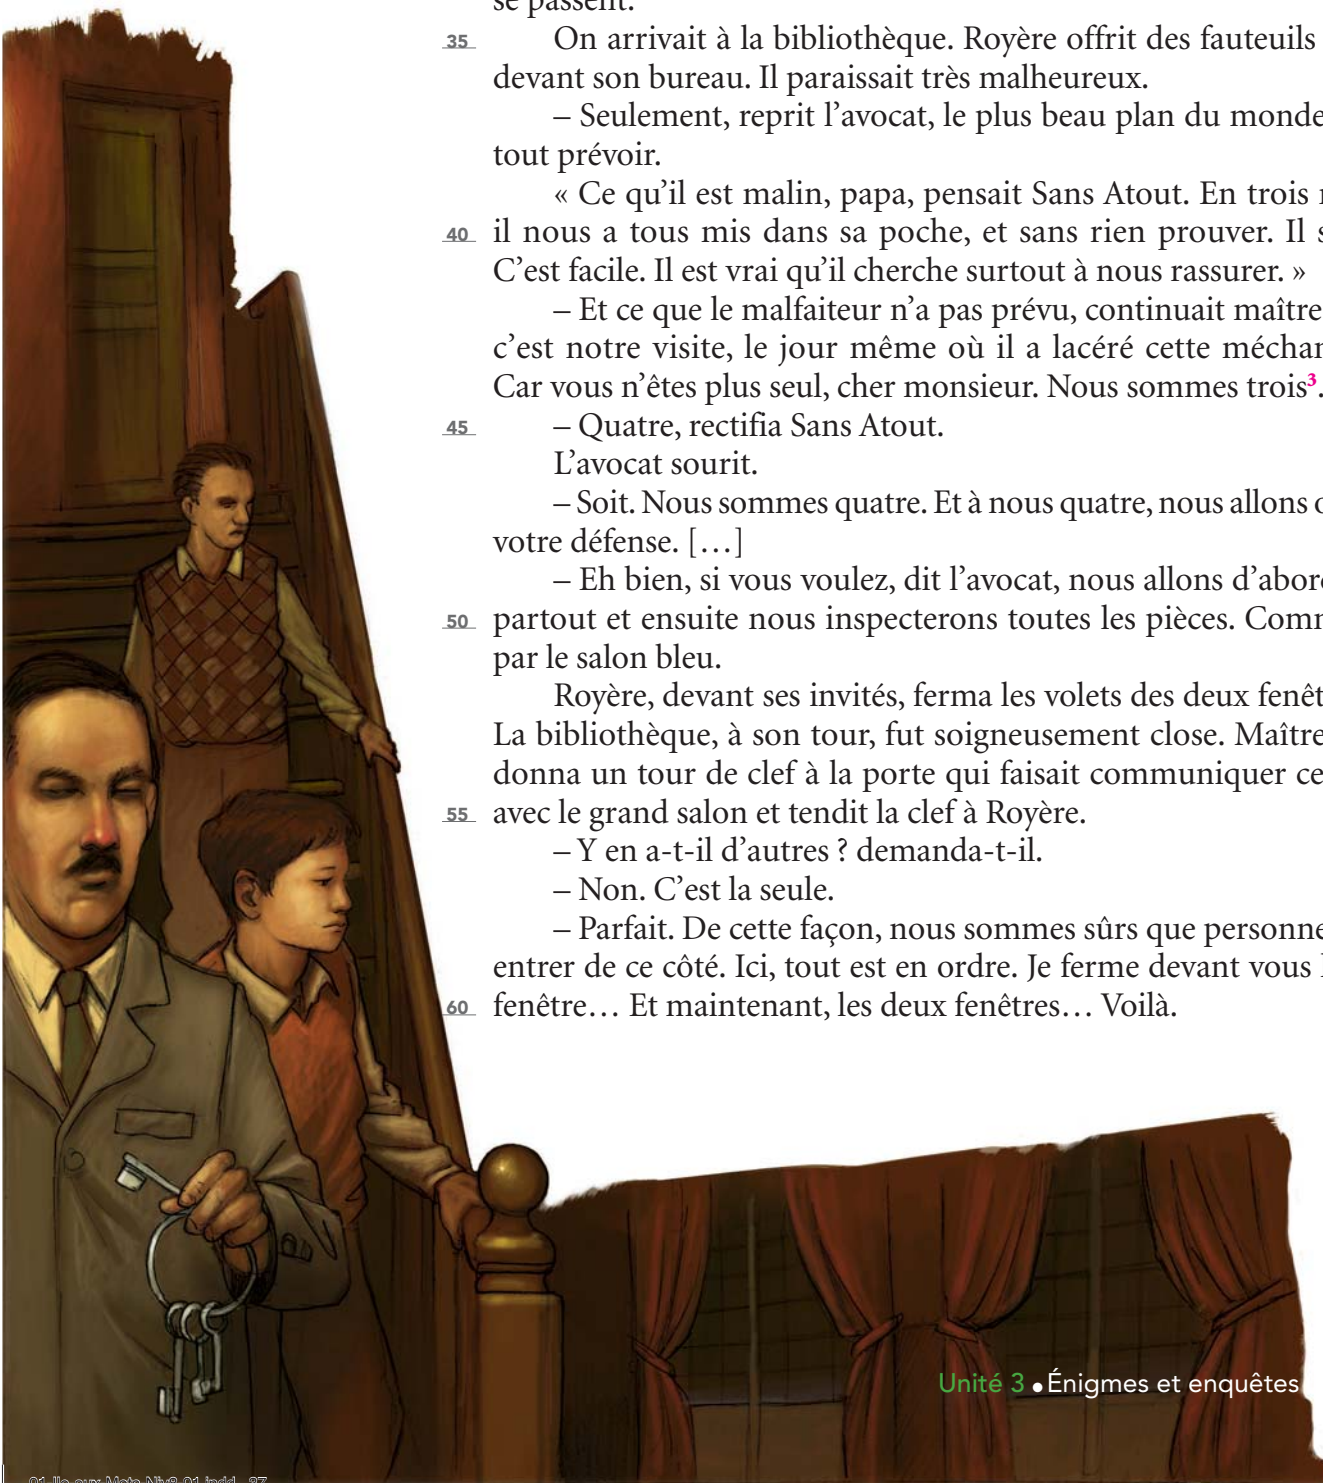 se passent.
35 On arrivait à la bibliothèque. Royère offrit des fauteuils
devant son bureau. Il paraissait très malheureux.
– Seulement, reprit l’avocat, le plus beau plan du monde
tout prévoir.
« Ce qu’il est malin, papa, pensait Sans Atout. En trois
40 il nous a tous mis dans sa poche, et sans rien prouver. Il
C’est facile. Il est vrai qu’il cherche surtout à nous rassurer. »
– Et ce que le malfaiteur n’a pas prévu, continuait maître
c’est notre visite, le jour même où il a lacéré cette
Car vous n’êtes plus seul, cher monsieur. Nous sommes trois³.
45 – Quatre, rectifia Sans Atout.
L’avocat sourit.
– Soit. Nous sommes quatre. Et à nous quatre, nous allons
votre défense. […]
– Eh bien, si vous voulez, dit l’avocat, nous allons
50 partout et ensuite nous inspecterons toutes les pièces.
par le salon bleu.
Royère, devant ses invités, ferma les volets des deux
La bibliothèque, à son tour, fut soigneusement close. Maître
donna un tour de clef à la porte qui faisait communiquer
55 avec le grand salon et tendit la clef à Royère.
– Y en a-t-il d’autres ? demanda-t-il.
– Non. C’est la seule.
– Parfait. De cette façon, nous sommes sûrs que personne
entrer de ce côté. Ici, tout est en ordre. Je ferme devant vous
60 fenêtre… Et maintenant, les deux fenêtres… Voilà.
Unité 3 • Énigmes et enquêtes